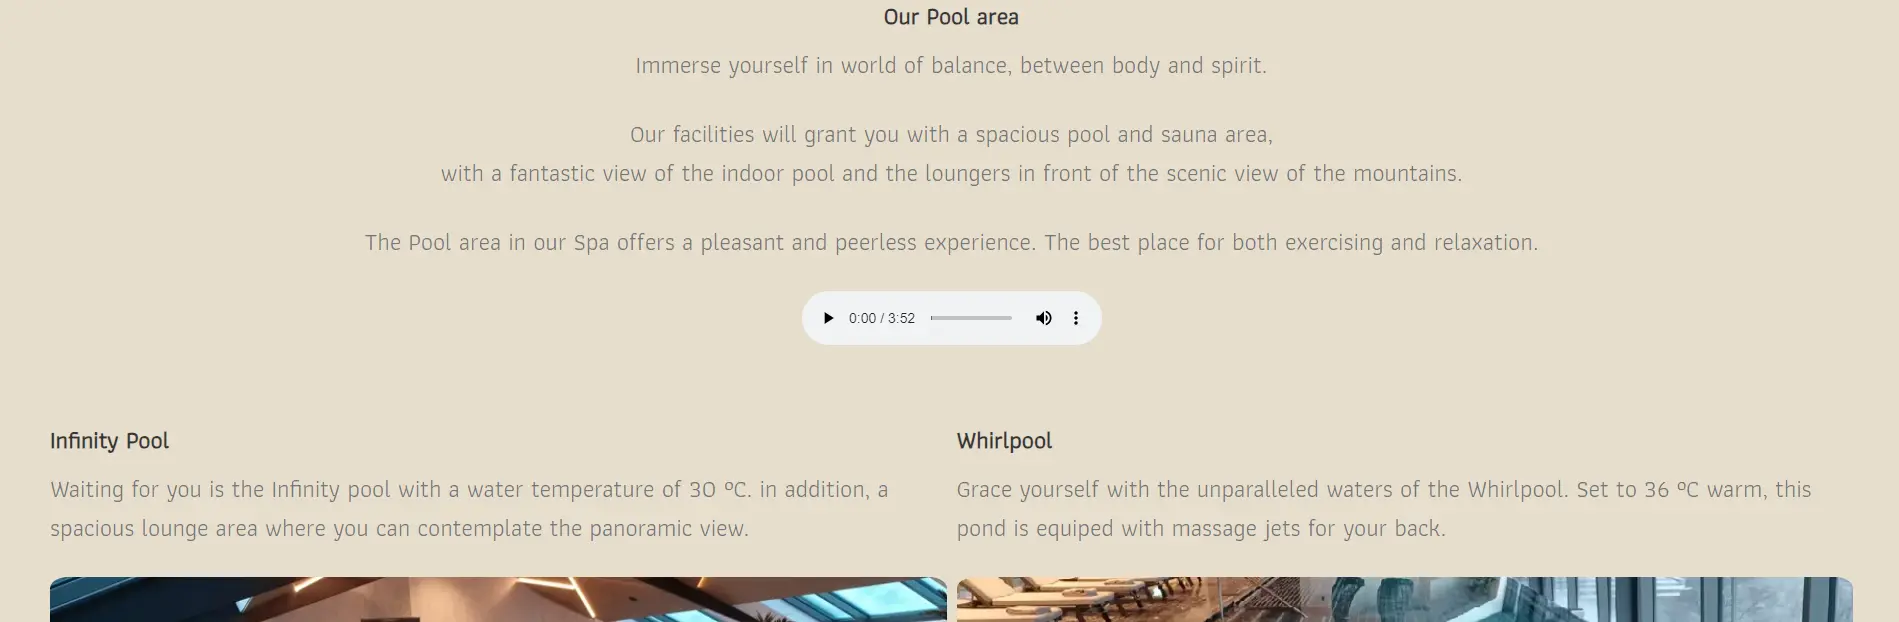 Our Pool area
Immerse yourself in world of balance, between body and spirit.
Our facilities will grant you with a spacious pool and sauna area,
with a fantastic view of the indoor pool and the loungers in front of the scenic view of the mountains.
The Pool area in our Spa offers a pleasant and peerless experience. The best place for both exercising and relaxation.
0:00 / 3:52
Infinity Pool
Waiting for you is the Infinity pool with a water temperature of 30 ºC. in addition, a
spacious lounge area where you can contemplate the panoramic view.
Whirlpool
Grace yourself with the unparalleled waters of the Whirlpool. Set to 36 ºC warm, this
pond is equiped with massage jets for your back.